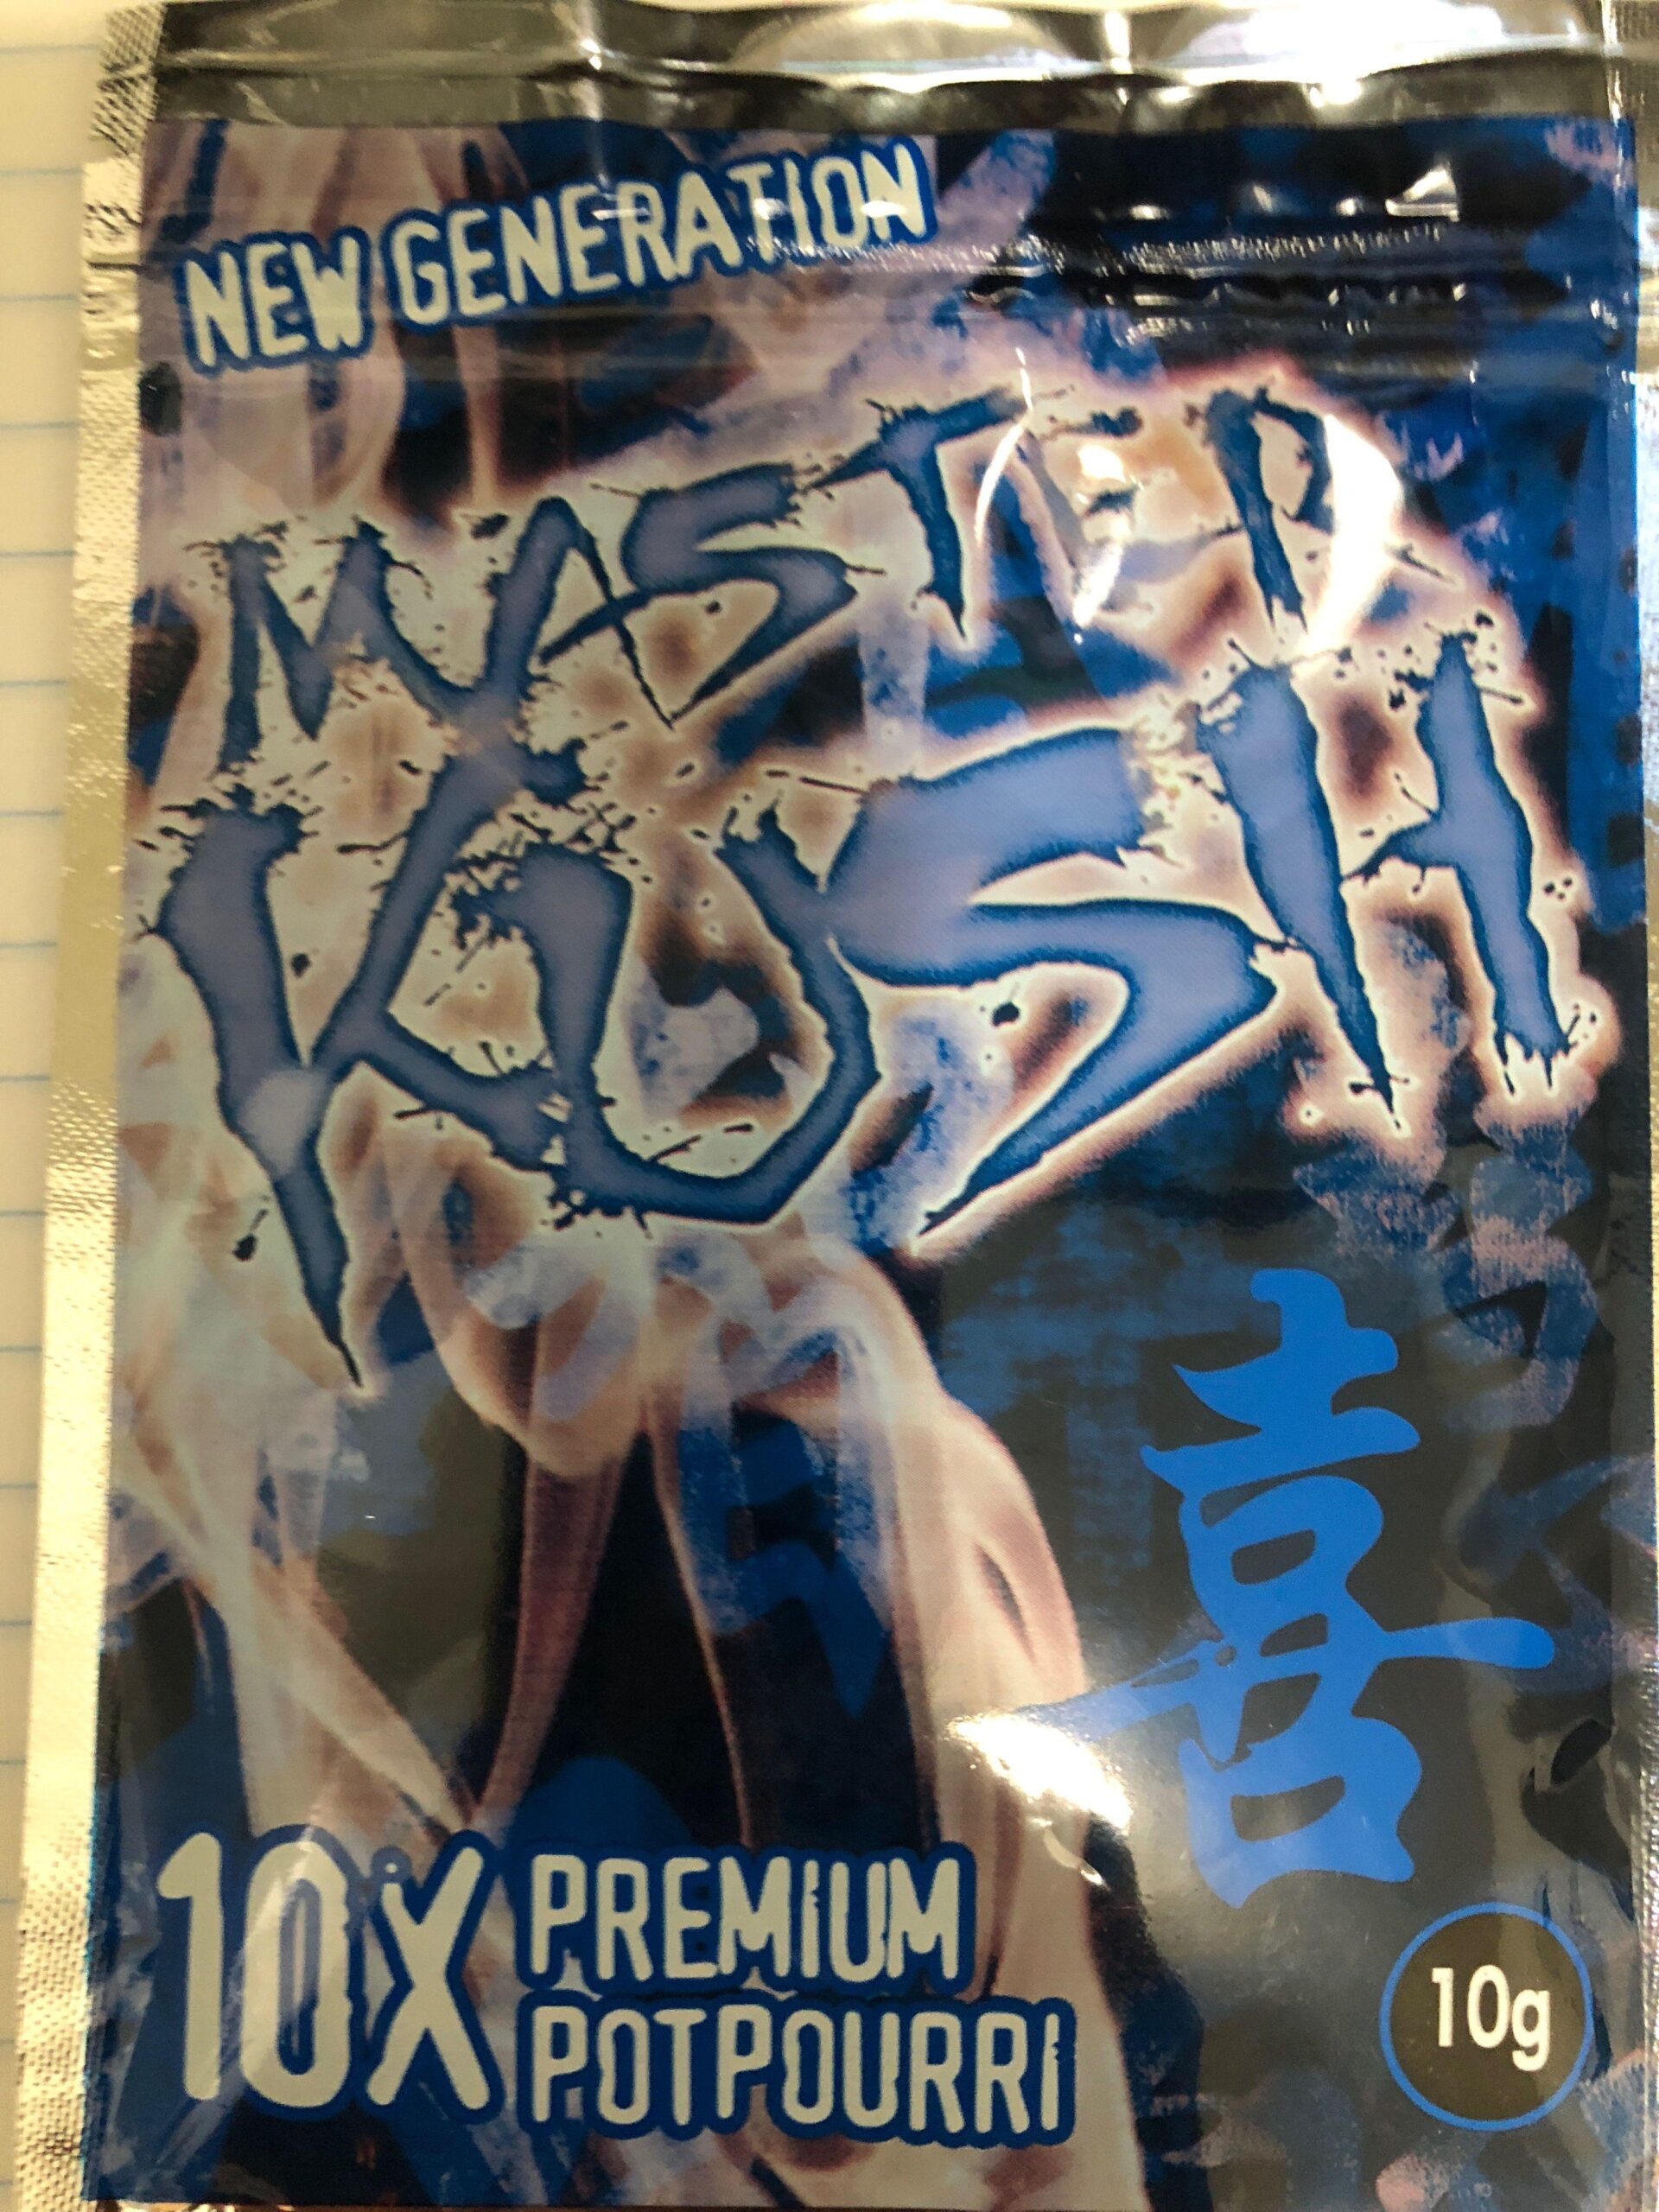 NEW GENERATION
MASTER
KUSH
喜
10X PREMIUM
POTPOURRI
10g